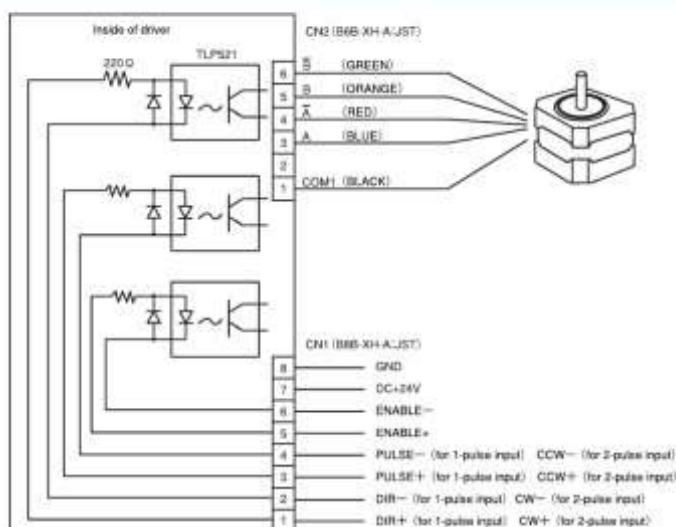 Inside of driver
CN2 (B6B-XH-A:JST)
TLP521
220Ω
6 B̅ (GREEN)
5 B (ORANGE)
4 A̅ (RED)
3 A (BLUE)
2
1 COM1 (BLACK)
CN1 (B8B-XH-A:JST)
8 GND
7 DC+24V
6 ENABLE−
5 ENABLE+
4 PULSE− (for 1-pulse input) CCW− (for 2-pulse input)
3 PULSE+ (for 1-pulse input) CCW+ (for 2-pulse input)
2 DIR− (for 1-pulse input) CW− (for 2-pulse input)
1 DIR+ (for 1-pulse input) CW+ (for 2-pulse input)